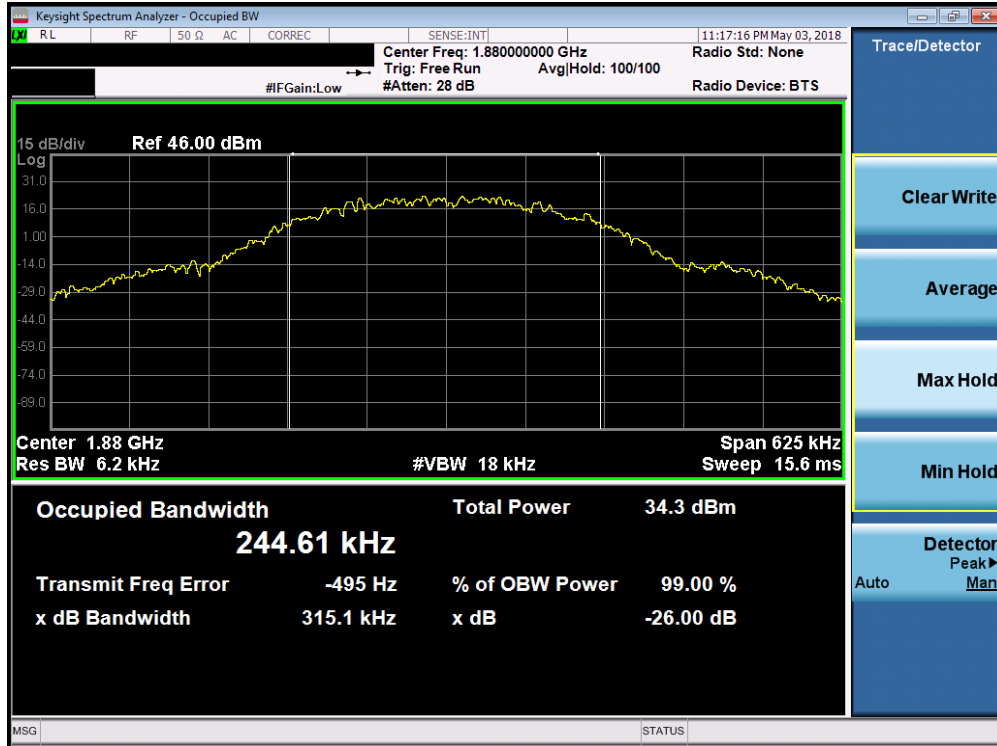 Keysight Spectrum Analyzer - Occupied BW
LXI RL RF 50 Ω AC CORREC SENSE:INT 11:17:16 PM May 03, 2018
Center Freq: 1.880000000 GHz Radio Std: None
Trig: Free Run Avg|Hold: 100/100
#IFGain:Low #Atten: 28 dB Radio Device: BTS
15 dB/div Ref 46.00 dBm
Log
31.0
16.0
1.00
-14.0
-29.0
-44.0
-59.0
-74.0
-89.0
Center 1.88 GHz Span 625 kHz
Res BW 6.2 kHz #VBW 18 kHz Sweep 15.6 ms
Occupied Bandwidth Total Power 34.3 dBm
244.61 kHz
Transmit Freq Error -495 Hz % of OBW Power 99.00 %
x dB Bandwidth 315.1 kHz x dB -26.00 dB
MSG STATUS
Trace/Detector
Clear Write
Average
Max Hold
Min Hold
Detector
Peak▶
Auto Man